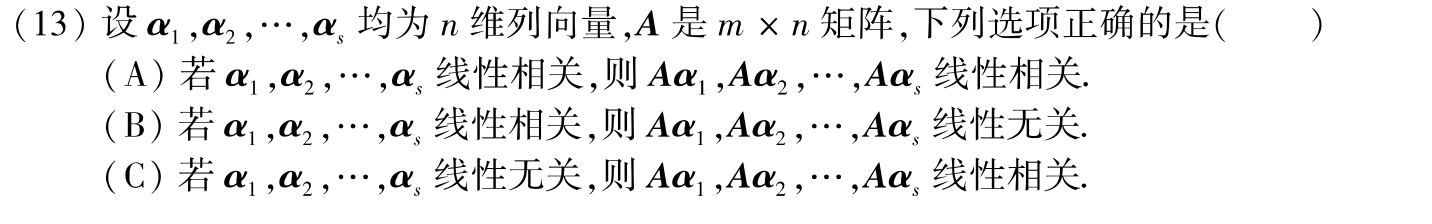 (13) 设 α₁,α₂,⋯,αₛ 均为 n 维列向量,A 是 m × n 矩阵,下列选项正确的是(　　)
(A) 若 α₁,α₂,⋯,αₛ 线性相关,则 Aα₁,Aα₂,⋯,Aαₛ 线性相关.
(B) 若 α₁,α₂,⋯,αₛ 线性相关,则 Aα₁,Aα₂,⋯,Aαₛ 线性无关.
(C) 若 α₁,α₂,⋯,αₛ 线性无关,则 Aα₁,Aα₂,⋯,Aαₛ 线性相关.